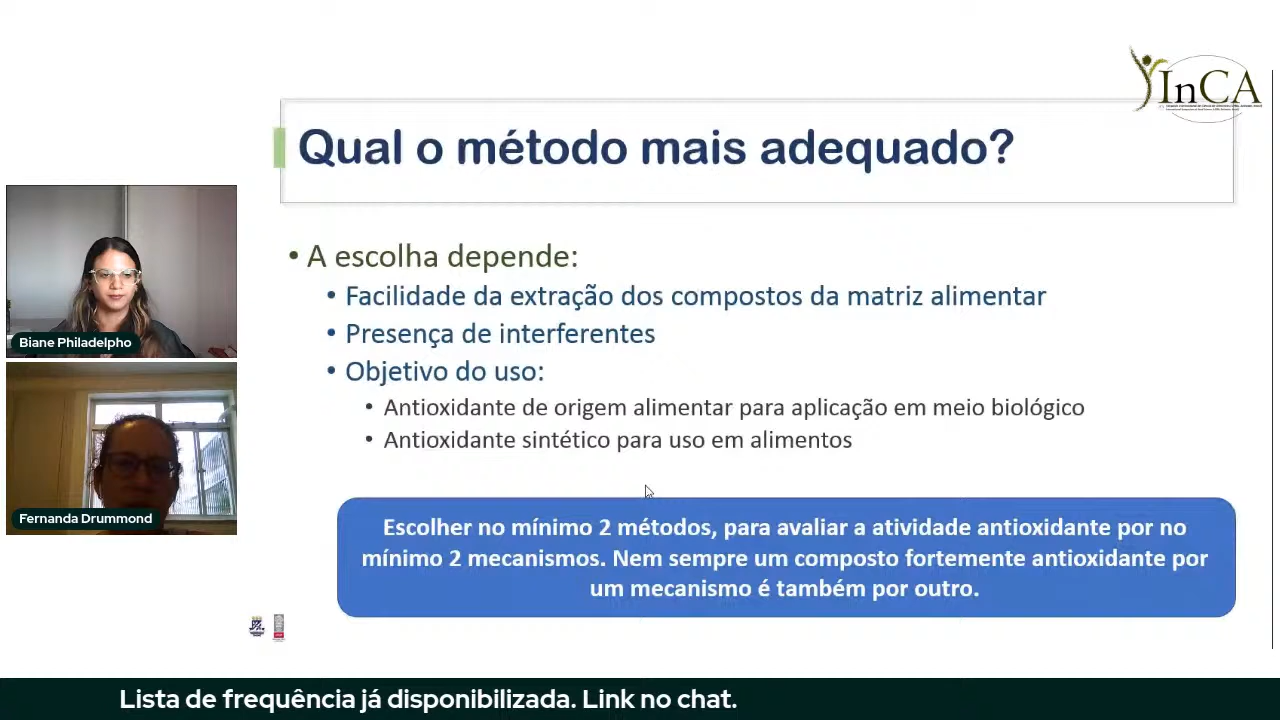 InCA
Qual o método mais adequado?
• A escolha depende:
• Facilidade da extração dos compostos da matriz alimentar
• Presença de interferentes
• Objetivo do uso:
• Antioxidante de origem alimentar para aplicação em meio biológico
• Antioxidante sintético para uso em alimentos
Escolher no mínimo 2 métodos, para avaliar a atividade antioxidante por no
mínimo 2 mecanismos. Nem sempre um composto fortemente antioxidante por
um mecanismo é também por outro.
Biane Philadelpho
Fernanda Drummond
Lista de frequência já disponibilizada. Link no chat.